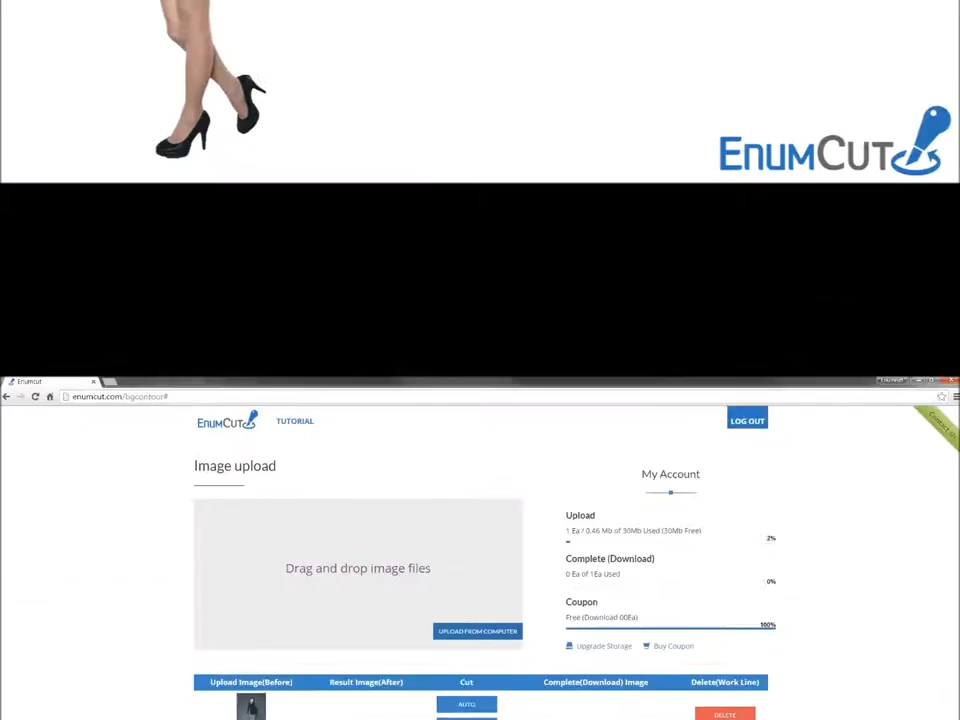 ENUMCUT
Enumcut
enumcut.com/bgcontour#
ENUMCUT TUTORIAL LOG OUT
Contact Us
Image upload
My Account
Upload
1 Ea / 0.46 Mb of 30Mb Used (30Mb Free)
2%
Complete (Download)
Drag and drop image files
0 Ea of 1Ea Used
0%
Coupon
Free (Download 00Ea)
100%
UPLOAD FROM COMPUTER
Upgrade Storage Buy Coupon
Upload Image(Before) Result Image(After) Cut Complete(Download) Image Delete(Work Line)
AUTO
DELETE